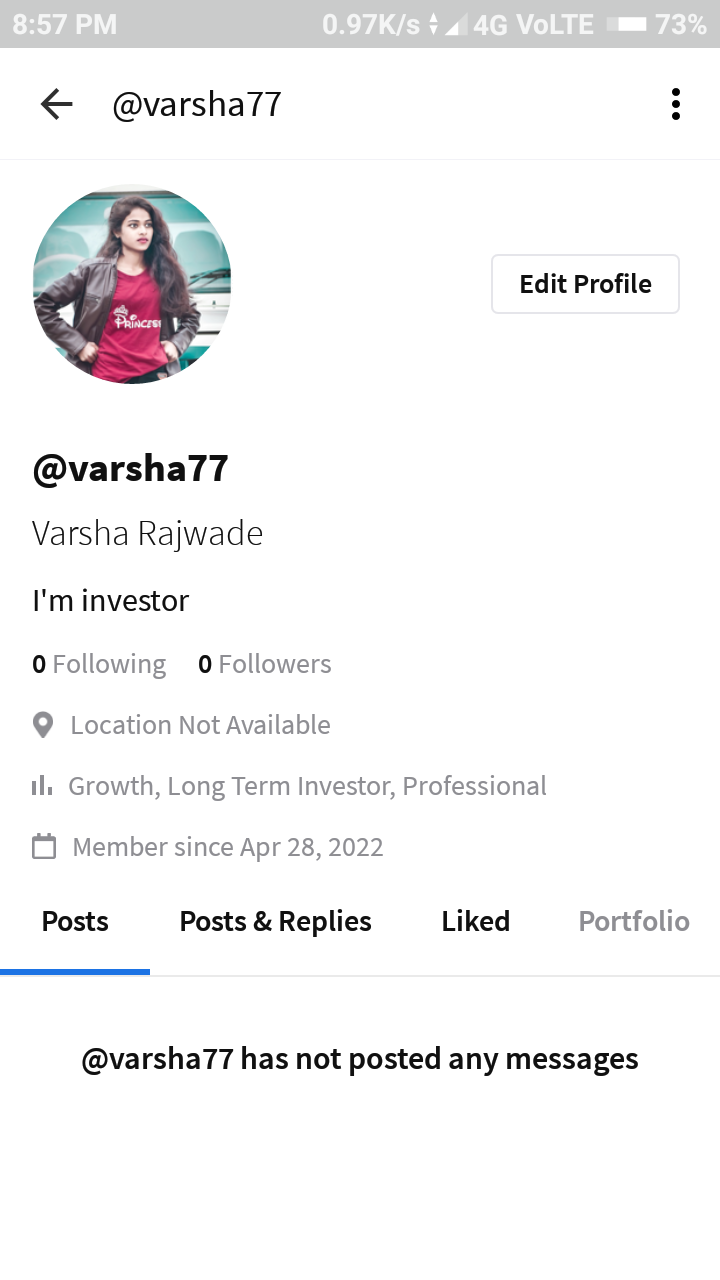 8:57 PM 0.97K/s 4G VoLTE 73%
@varsha77
PRINCESS
Edit Profile
@varsha77
Varsha Rajwade
I'm investor
0 Following 0 Followers
Location Not Available
Growth, Long Term Investor, Professional
Member since Apr 28, 2022
Posts Posts & Replies Liked Portfolio
@varsha77 has not posted any messages